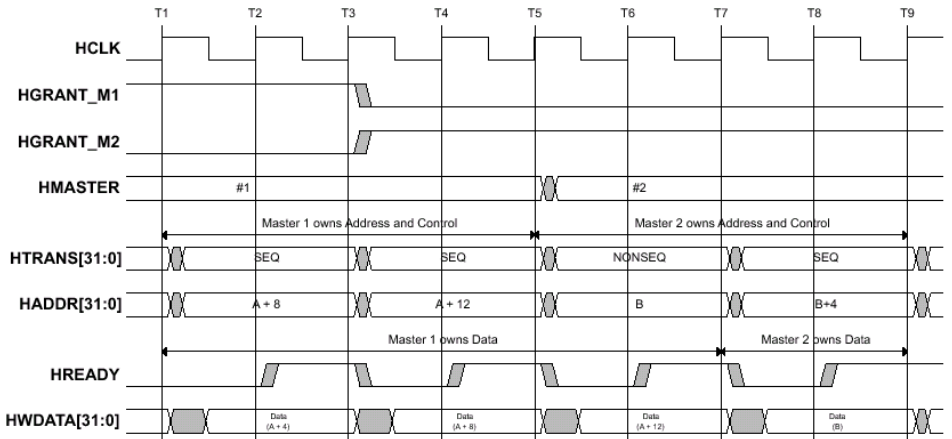 T1 T2 T3 T4 T5 T6 T7 T8 T9
HCLK
HGRANT_M1
HGRANT_M2
HMASTER #1 #2
Master 1 owns Address and Control Master 2 owns Address and Control
HTRANS[31:0] SEQ SEQ NONSEQ SEQ
HADDR[31:0] A + 8 A + 12 B B+4
Master 1 owns Data Master 2 owns Data
HREADY
HWDATA[31:0] Data Data Data Data
(A + 4) (A + 8) (A + 12) (B)